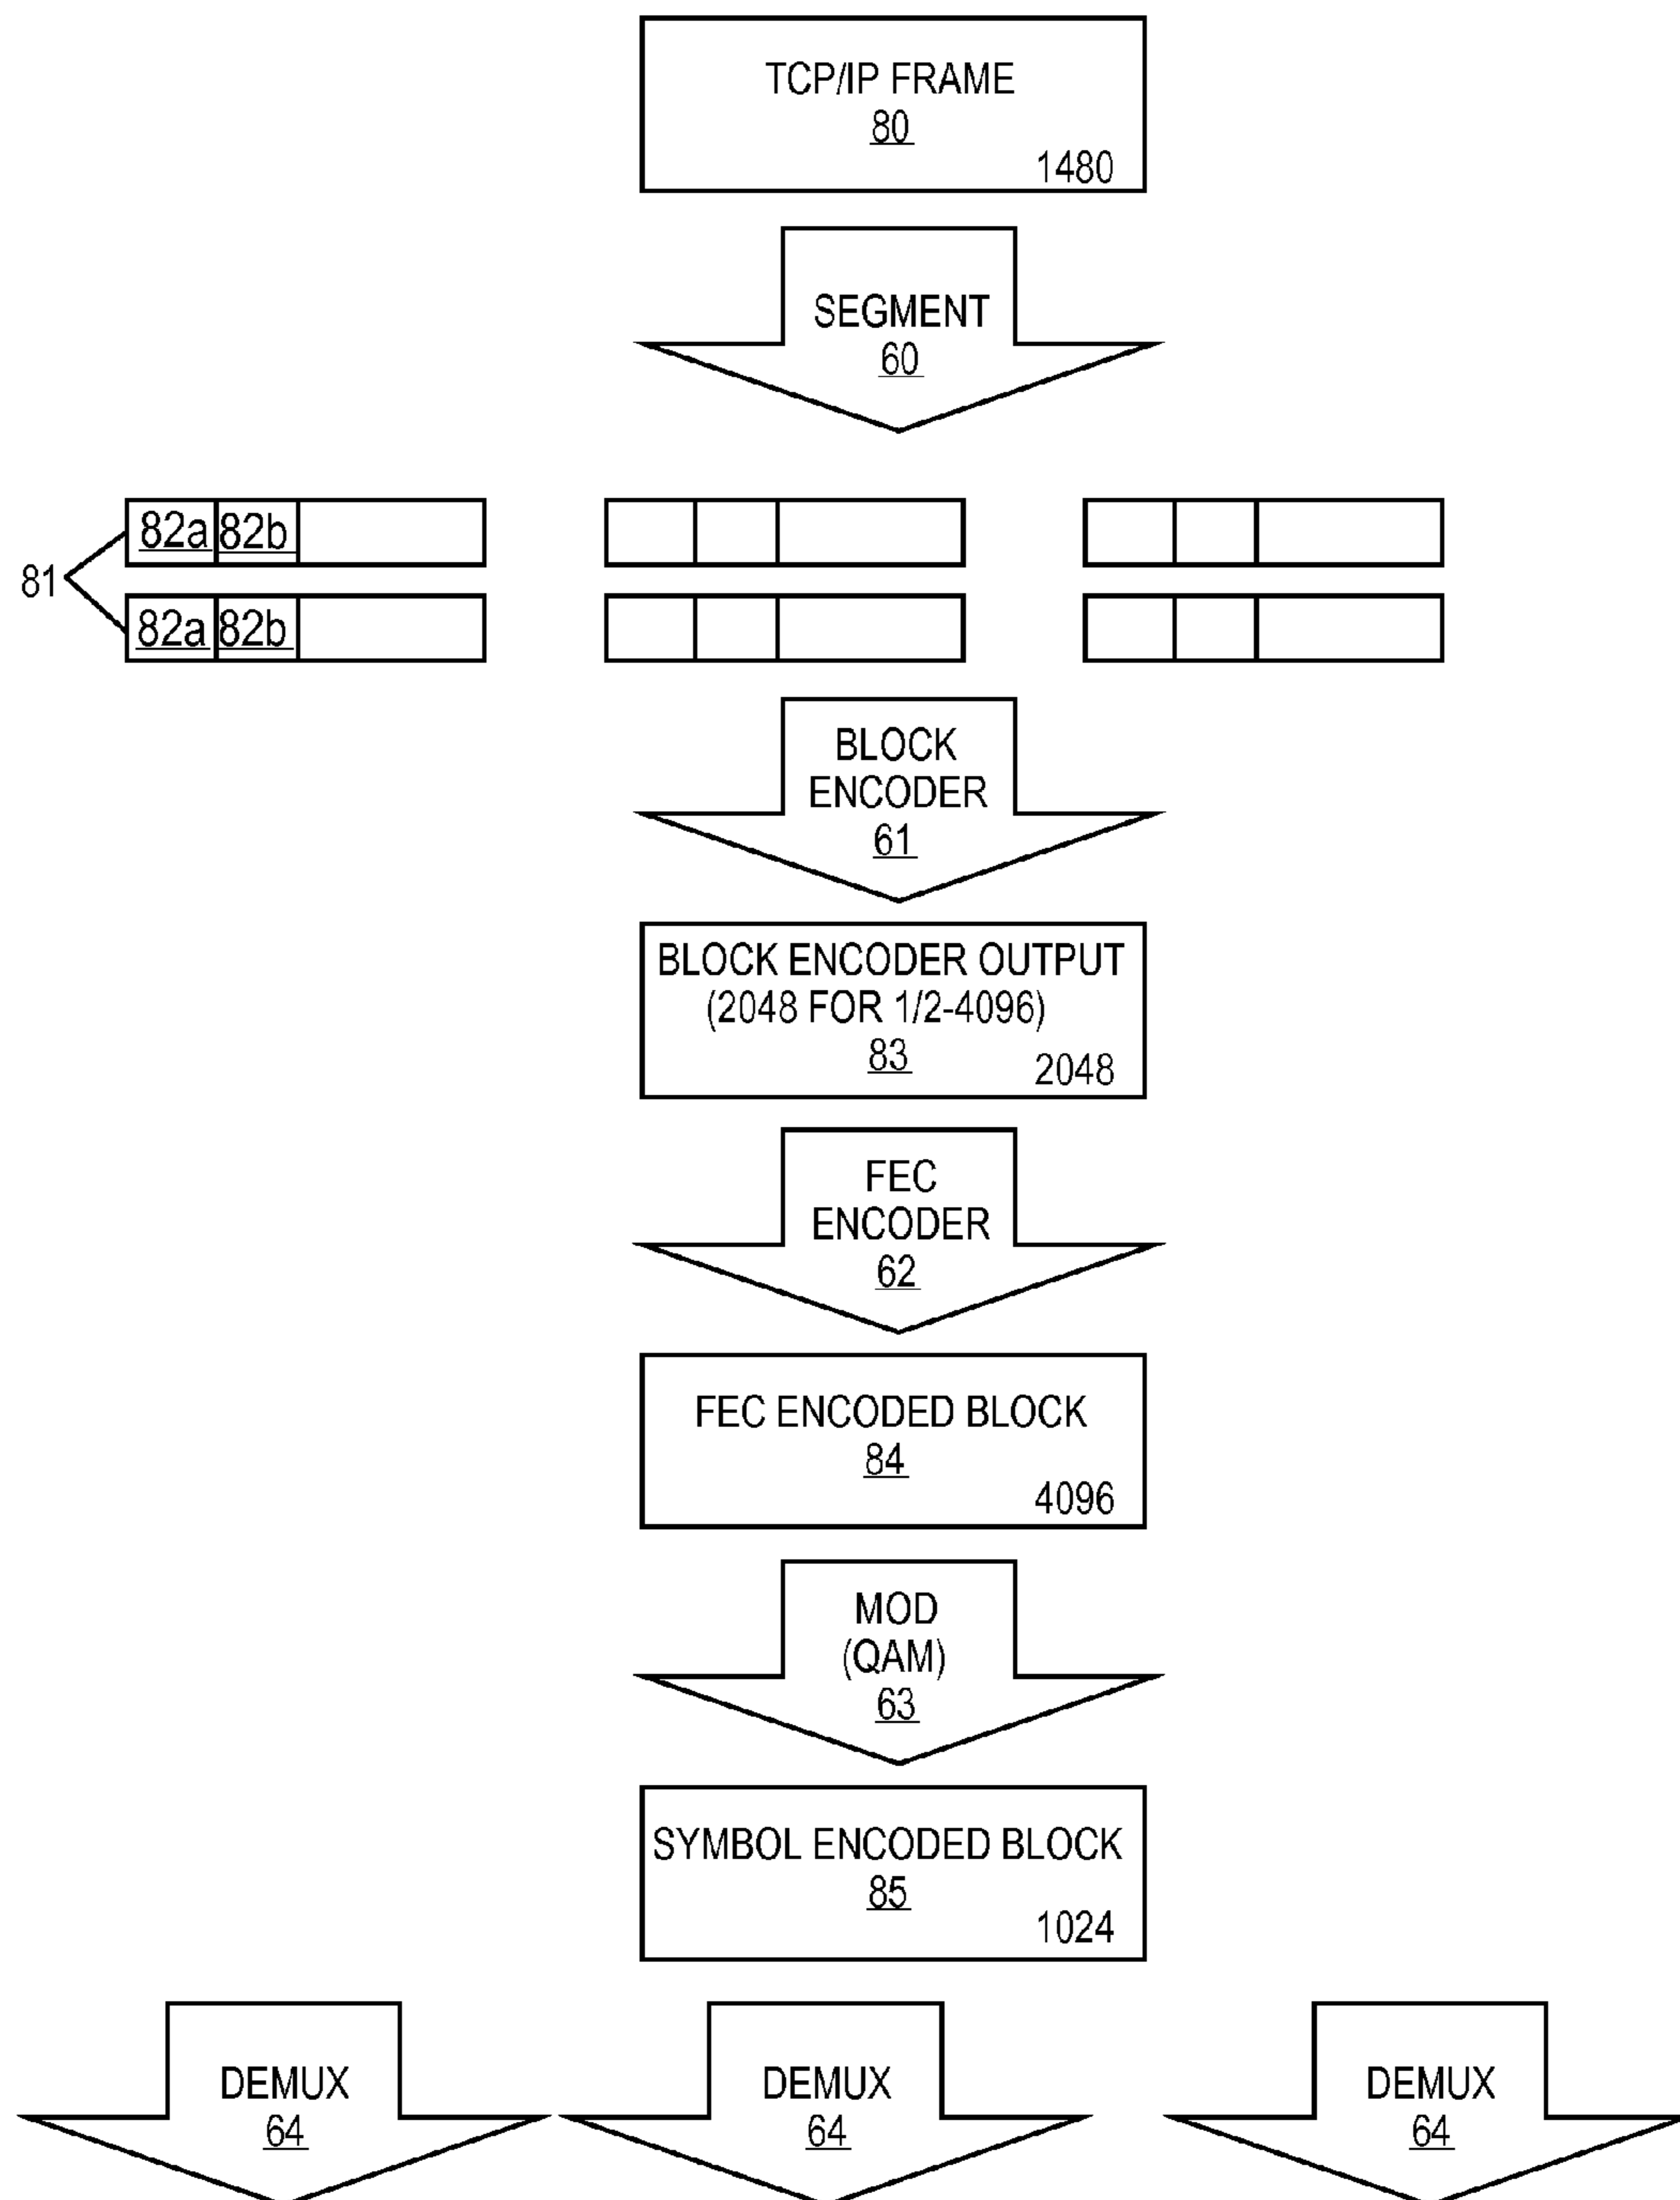 TCP/IP FRAME
80
1480
SEGMENT
60
82a 82b
81
82a 82b
BLOCK
ENCODER
61
BLOCK ENCODER OUTPUT
(2048 FOR 1/2-4096)
83
2048
FEC
ENCODER
62
FEC ENCODED BLOCK
84
4096
MOD
(QAM)
63
SYMBOL ENCODED BLOCK
85
1024
DEMUX DEMUX DEMUX
64 64 64